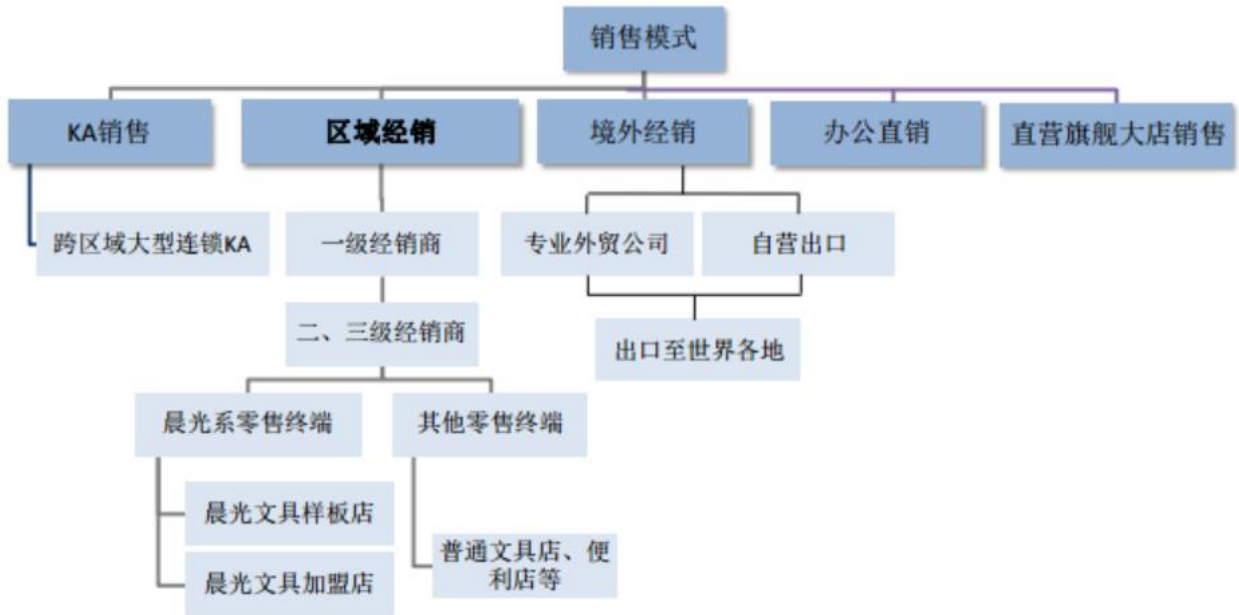 销售模式
KA销售
区域经销
境外经销
办公直销
直营旗舰大店销售
跨区域大型连锁KA
一级经销商
专业外贸公司
自营出口
二、三级经销商
出口至世界各地
晨光系零售终端
其他零售终端
晨光文具样板店
普通文具店、便
利店等
晨光文具加盟店